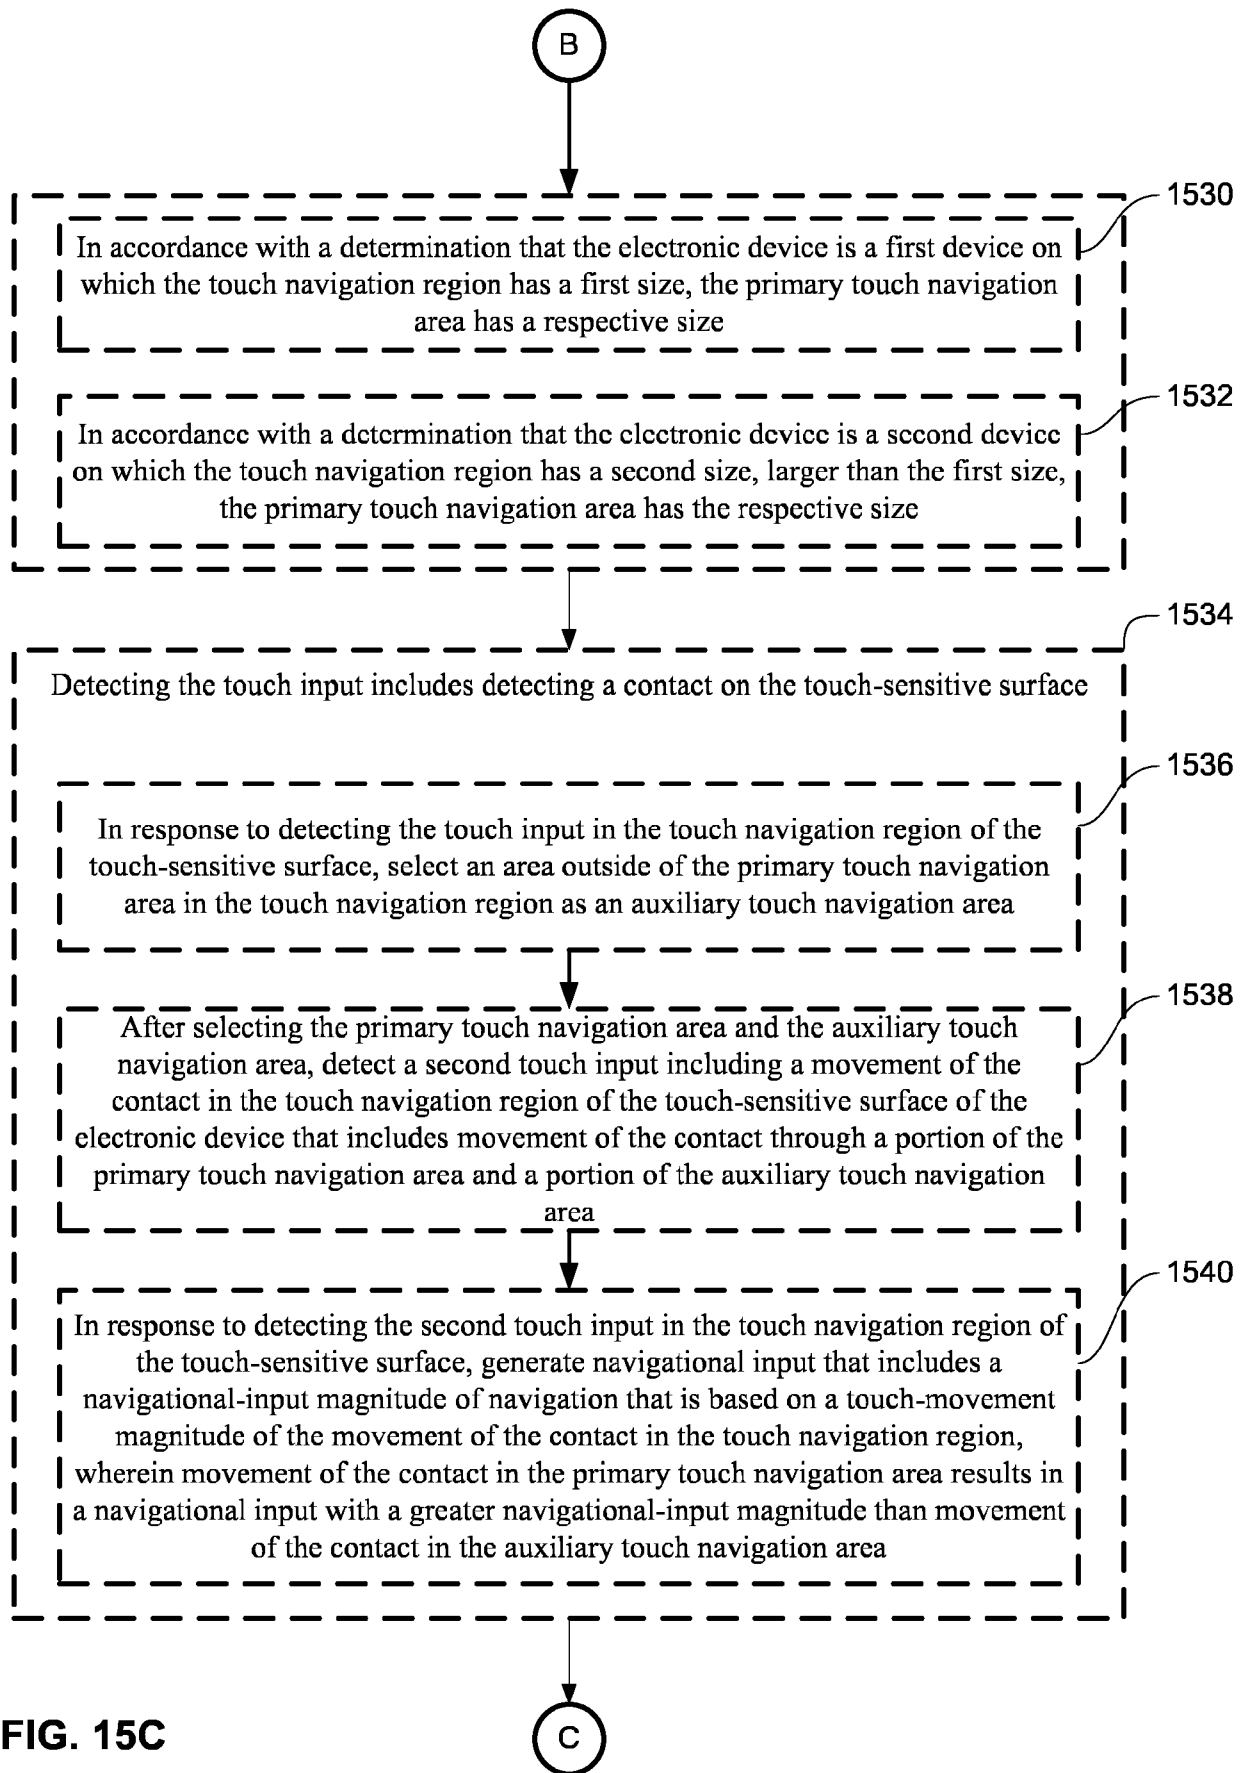 B
1530
In accordance with a determination that the electronic device is a first device on
which the touch navigation region has a first size, the primary touch navigation
area has a respective size
1532
In accordance with a determination that the electronic device is a second device
on which the touch navigation region has a second size, larger than the first size,
the primary touch navigation area has the respective size
1534
Detecting the touch input includes detecting a contact on the touch-sensitive surface
1536
In response to detecting the touch input in the touch navigation region of the
touch-sensitive surface, select an area outside of the primary touch navigation
area in the touch navigation region as an auxiliary touch navigation area
1538
After selecting the primary touch navigation area and the auxiliary touch
navigation area, detect a second touch input including a movement of the
contact in the touch navigation region of the touch-sensitive surface of the
electronic device that includes movement of the contact through a portion of the
primary touch navigation area and a portion of the auxiliary touch navigation
area
1540
In response to detecting the second touch input in the touch navigation region of
the touch-sensitive surface, generate navigational input that includes a
navigational-input magnitude of navigation that is based on a touch-movement
magnitude of the movement of the contact in the touch navigation region,
wherein movement of the contact in the primary touch navigation area results in
a navigational input with a greater navigational-input magnitude than movement
of the contact in the auxiliary touch navigation area
FIG. 15C
C